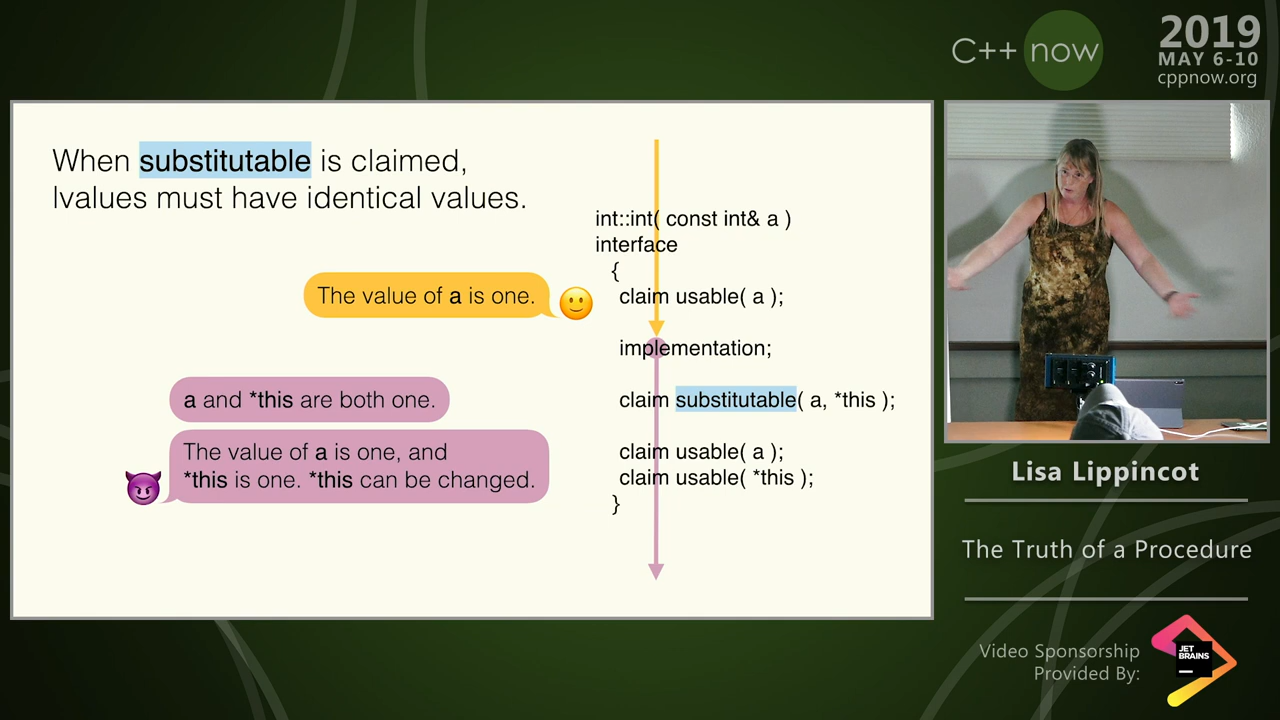 C++ now
2019
MAY 6-10
cppnow.org
When substitutable is claimed,
lvalues must have identical values.
int::int( const int& a )
interface
{
The value of a is one.
claim usable( a );
implementation;
a and *this are both one.
claim substitutable( a, *this );
The value of a is one, and
*this is one. *this can be changed.
claim usable( a );
claim usable( *this );
}
Lisa Lippincot
The Truth of a Procedure
Video Sponsorship
Provided By:
JET
BRAINS